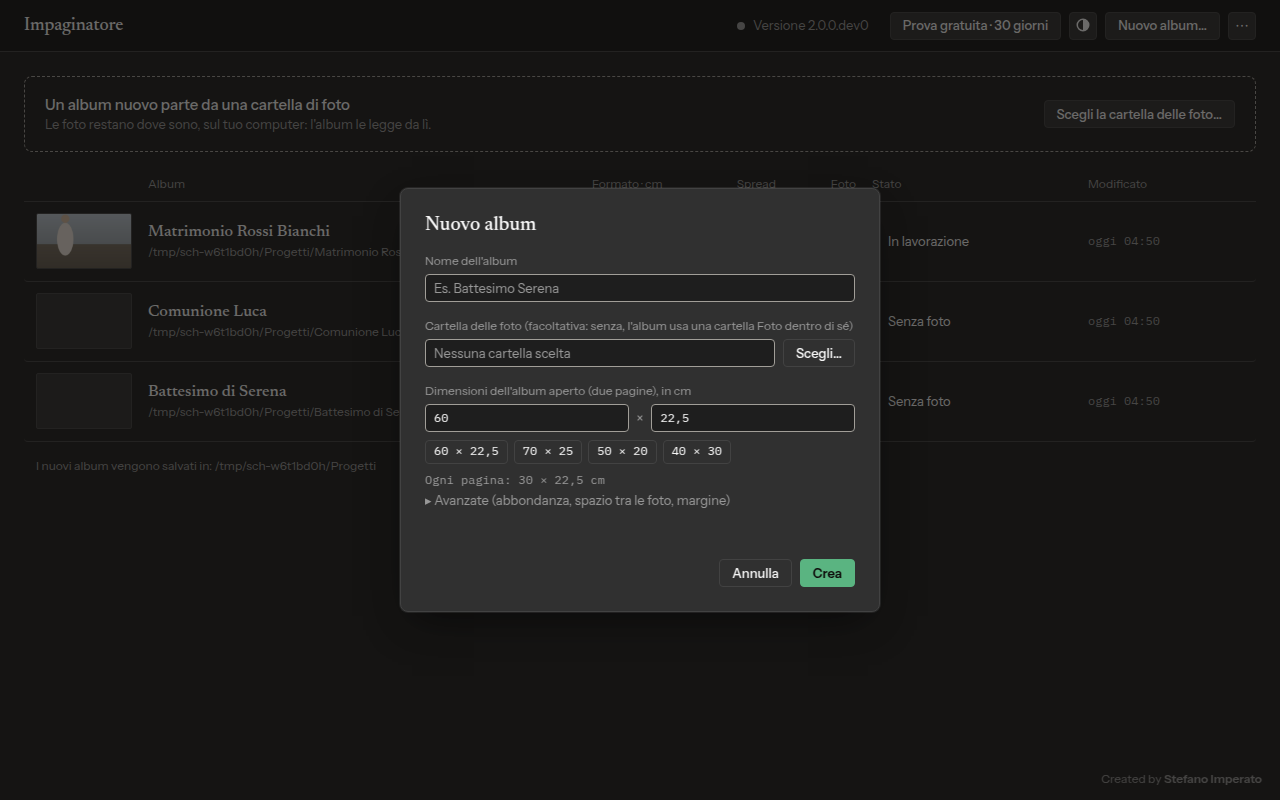 Impaginatore
Versione 2.0.0.dev0
Prova gratuita · 30 giorni
Nuovo album...
...
Un album nuovo parte da una cartella di foto
Le foto restano dove sono, sul tuo computer: l'album le legge da lì.
Scegli la cartella delle foto...
Album
Formato · cm
Spread
Foto
Stato
Modificato
Matrimonio Rossi Bianchi
/tmp/sch-w6t1bd0h/Progetti/Matrimonio Ros
In lavorazione
oggi 04:50
Comunione Luca
/tmp/sch-w6t1bd0h/Progetti/Comunione Luc
Senza foto
oggi 04:50
Battesimo di Serena
/tmp/sch-w6t1bd0h/Progetti/Battesimo di Se
Senza foto
oggi 04:50
I nuovi album vengono salvati in: /tmp/sch-w6t1bd0h/Progetti
Nuovo album
Nome dell'album
Es. Battesimo Serena
Cartella delle foto (facoltativa: senza, l'album usa una cartella Foto dentro di sé)
Nessuna cartella scelta
Scegli...
Dimensioni dell'album aperto (due pagine), in cm
60 × 22,5
60 × 22,5
70 × 25
50 × 20
40 × 30
Ogni pagina: 30 × 22,5 cm
▸ Avanzate (abbondanza, spazio tra le foto, margine)
Annulla
Crea
Created by Stefano Imperato